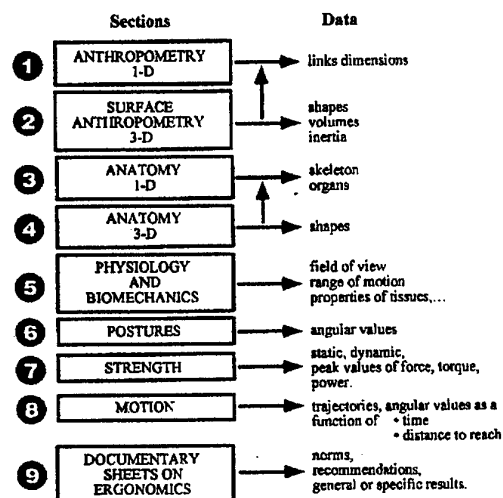 Sections Data
1 ANTHROPOMETRY
1-D
links dimensions
2 SURFACE
ANTHROPOMETRY
3-D
shapes
volumes
inertia
3 ANATOMY
1-D
skeleton
organs
4 ANATOMY
3-D
shapes
5 PHYSIOLOGY
AND
BIOMECHANICS
field of view
range of motion
properties of tissues,...
6 POSTURES
angular values
7 STRENGTH
static, dynamic,
peak values of force, torque,
power.
8 MOTION
trajectories, angular values as a
function of • time
• distance to reach
9 DOCUMENTARY
SHEETS ON
ERGONOMICS
norms,
recommendations,
general or specific results.